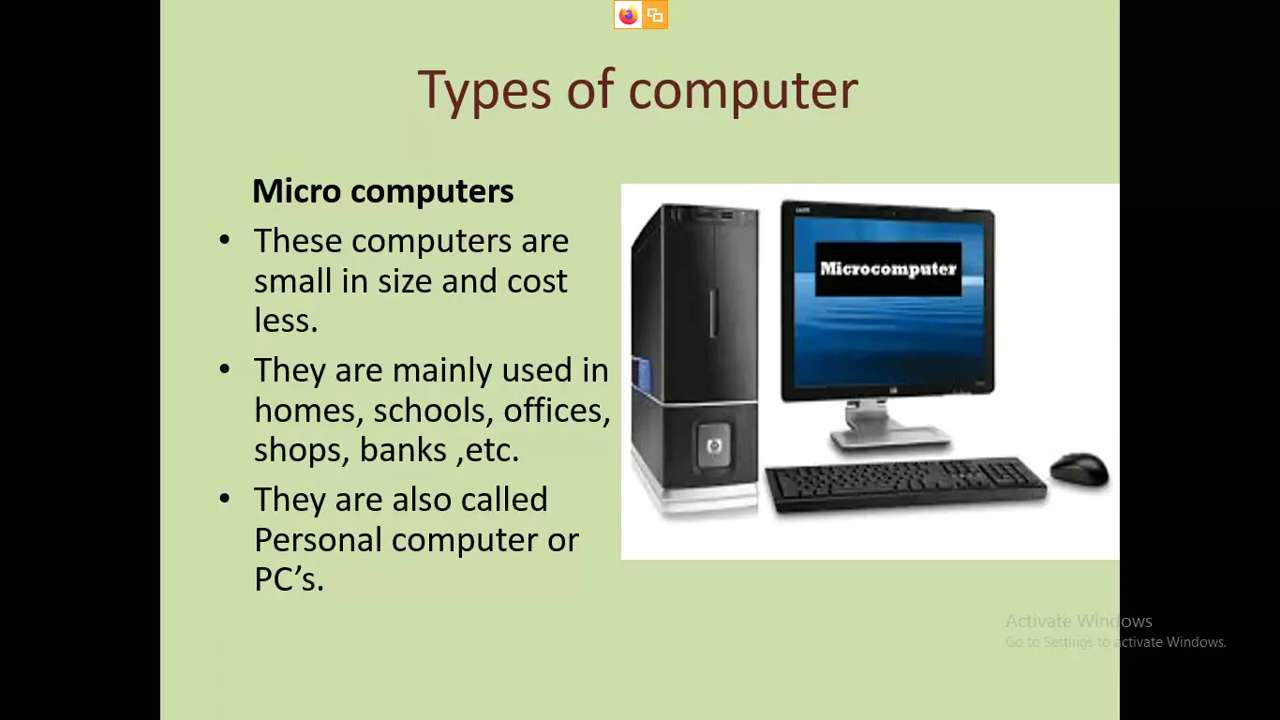 Types of computer
Micro computers
• These computers are
small in size and cost
less.
• They are mainly used in
homes, schools, offices,
shops, banks ,etc.
• They are also called
Personal computer or
PC’s.
Microcomputer
Activate Windows
Go to Settings to activate Windows.